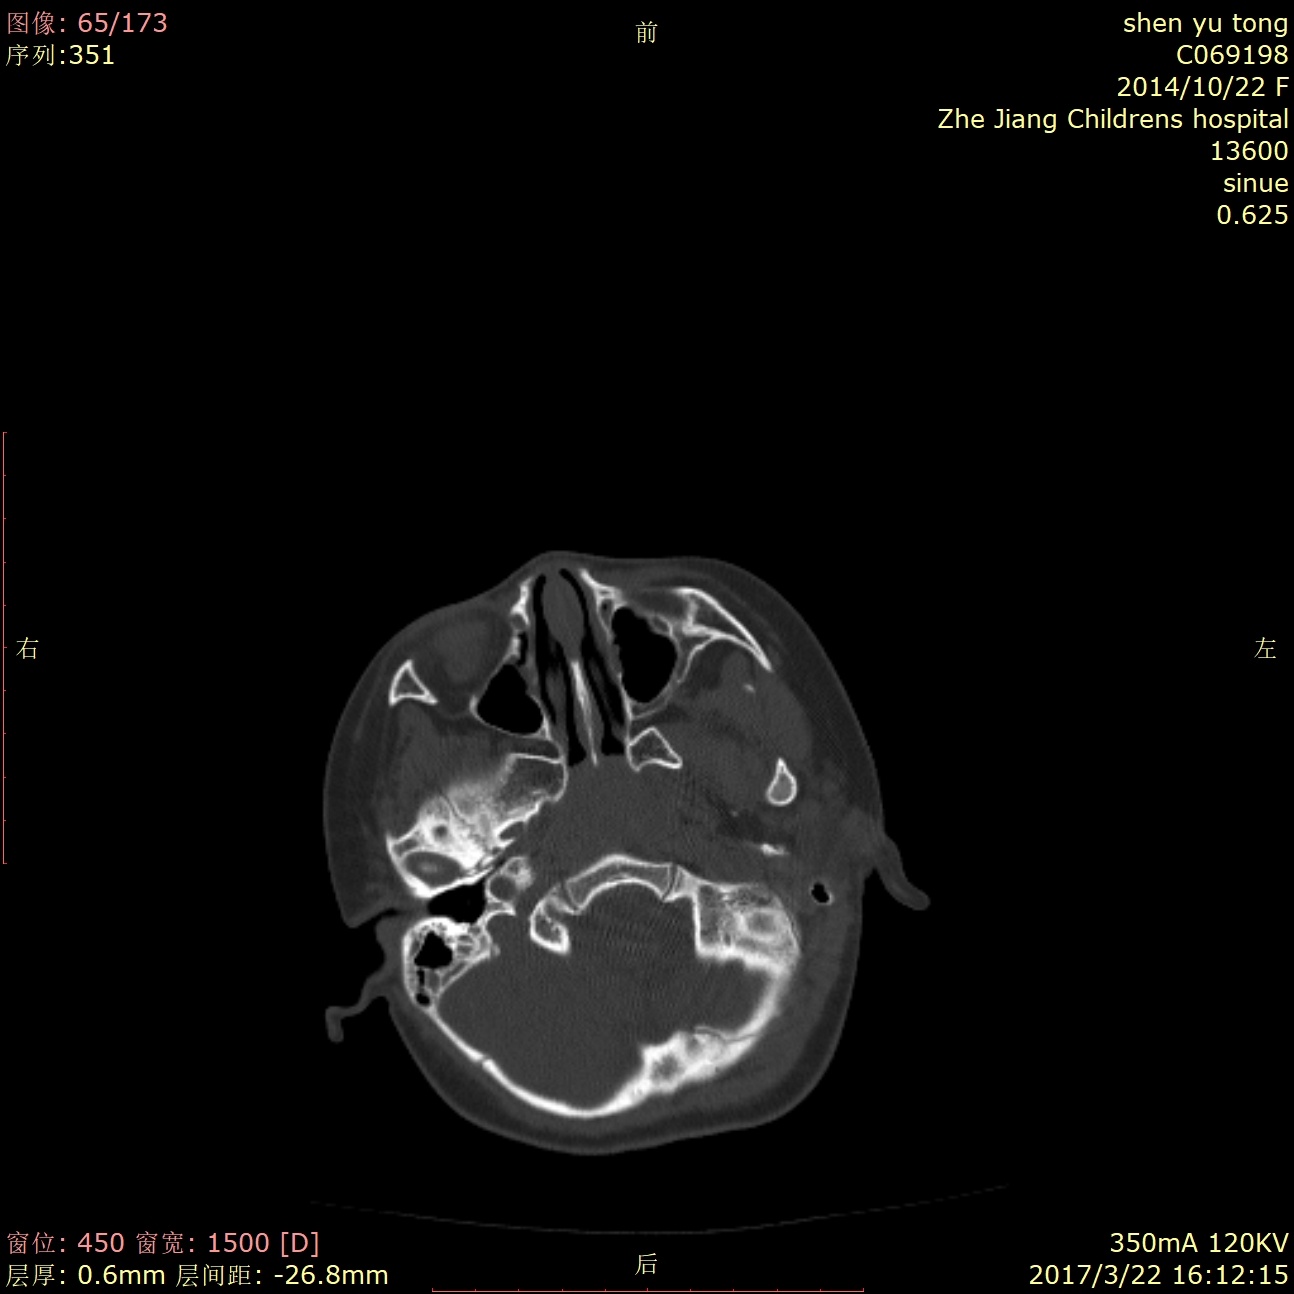 图像: 65/173
序列:351
前
shen yu tong
C069198
2014/10/22 F
Zhe Jiang Childrens hospital
13600
sinue
0.625
右
左
窗位: 450 窗宽: 1500 [D]
层厚: 0.6mm 层间距: -26.8mm
后
350mA 120KV
2017/3/22 16:12:15